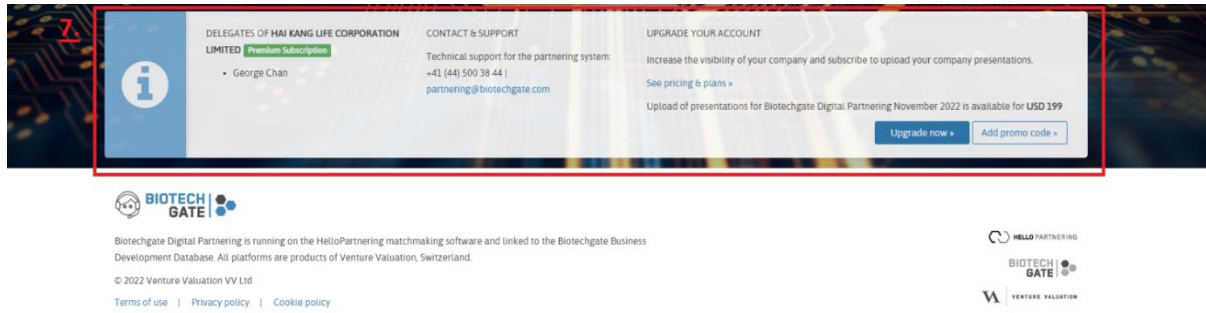 7.
DELEGATES OF HAI KANG LIFE CORPORATION
LIMITED Premium Subscription
• George Chan
CONTACT & SUPPORT
Technical support for the partnering system:
+41 (44) 500 38 44 |
partnering@biotechgate.com
UPGRADE YOUR ACCOUNT
Increase the visibility of your company and subscribe to upload your company presentations.
See pricing & plans »
Upload of presentations for Biotechgate Digital Partnering November 2022 is available for USD 199
Upgrade now »
Add promo code »
BIOTECH
GATE
Biotechgate Digital Partnering is running on the HelloPartnering matchmaking software and linked to the Biotechgate Business
Development Database. All platforms are products of Venture Valuation, Switzerland.
© 2022 Venture Valuation VV Ltd
Terms of use | Privacy policy | Cookie policy
HELLO PARTNERING
BIOTECH
GATE
VENTURE VALUATION